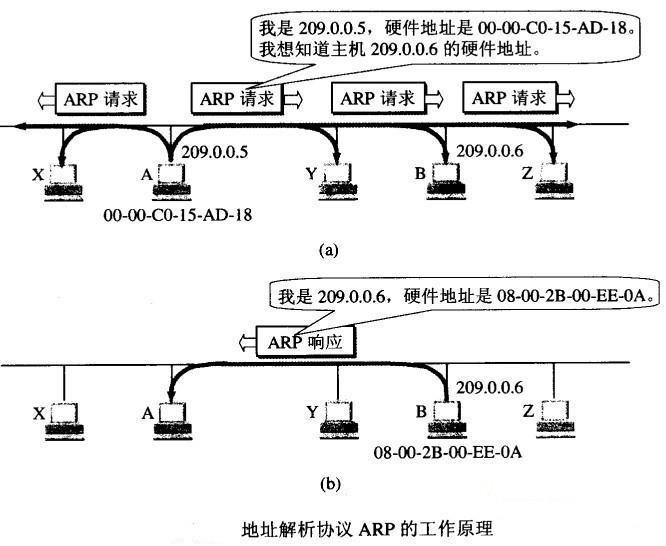 我是 209.0.0.5，硬件地址是 00-00-C0-15-AD-18。
我想知道主机 209.0.0.6 的硬件地址。
ARP 请求
ARP 请求
ARP 请求
ARP 请求
209.0.0.5
209.0.0.6
X
A
Y
B
Z
00-00-C0-15-AD-18
(a)
我是 209.0.0.6，硬件地址是 08-00-2B-00-EE-0A。
ARP 响应
209.0.0.6
X
A
Y
B
Z
08-00-2B-00-EE-0A
(b)
地址解析协议 ARP 的工作原理